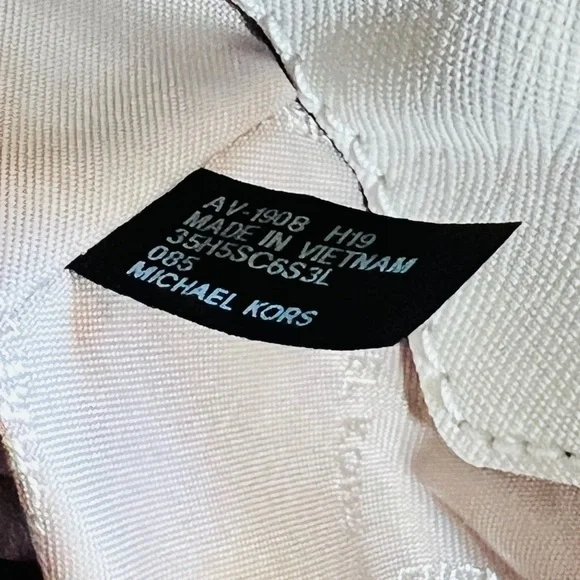 AV-1908 H19
MADE IN VIETNAM
35H5SC6S3L
085
MICHAEL KORS